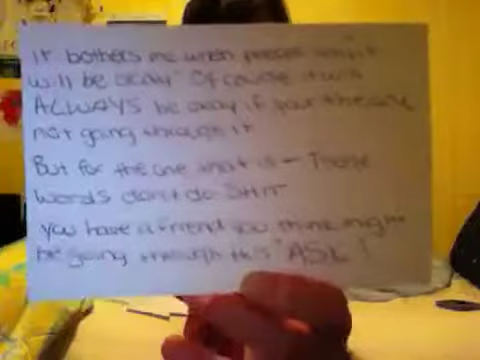 It bothers me when people say "it
will be okay" Of course it will
ALWAYS be okay if your the one
not going through it
But for the one that is - Those
words don't do SHIT
you have a friend you think might
be going through this "ASK!